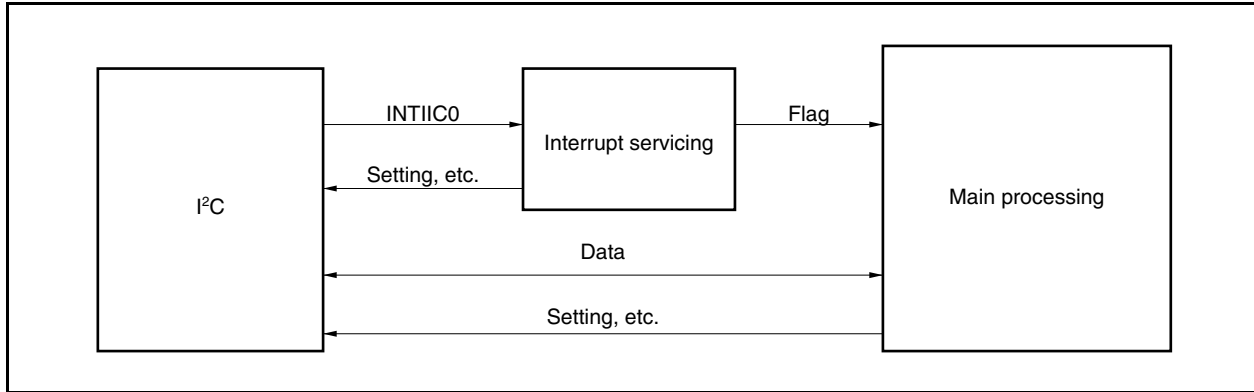 INTIIC0
Flag
Interrupt servicing
Setting, etc.
I²C
Main processing
Data
Setting, etc.